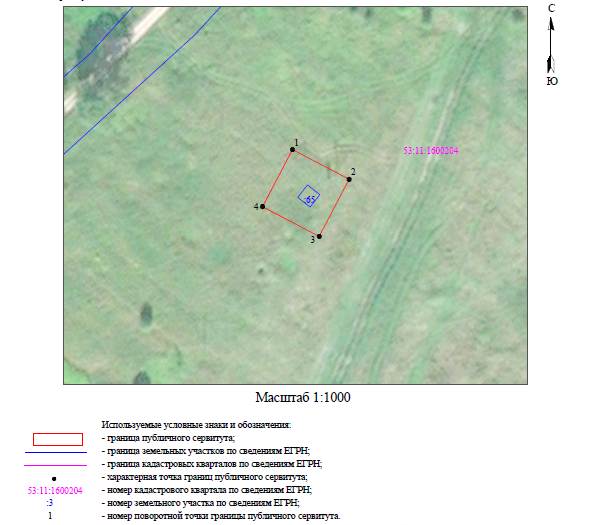 С
Ю
1
2
53:11:1600204
:65
4
3
Масштаб 1:1000
Используемые условные знаки и обозначения:
- граница публичного сервитута;
- граница земельных участков по сведениям ЕГРН;
- граница кадастровых кварталов по сведениям ЕГРН;
- характерная точка границ публичного сервитута;
53:11:1600204 - номер кадастрового квартала по сведениям ЕГРН;
:3 - номер земельного участка по сведениям ЕГРН;
1 - номер поворотной точки границы публичного сервитута.